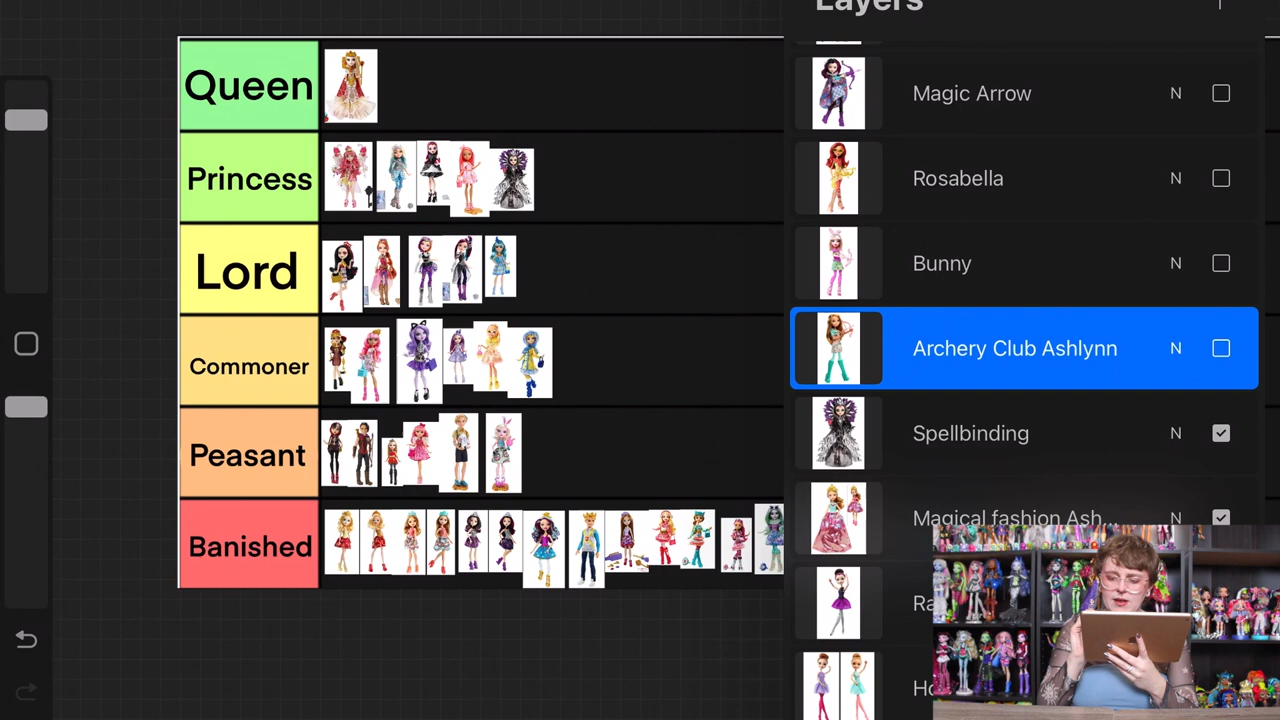 Layers
Queen
Princess
Lord
Commoner
Peasant
Banished
Magic Arrow N
Rosabella N
Bunny N
Archery Club Ashlynn N
Spellbinding N
Magical fashion Ash... N